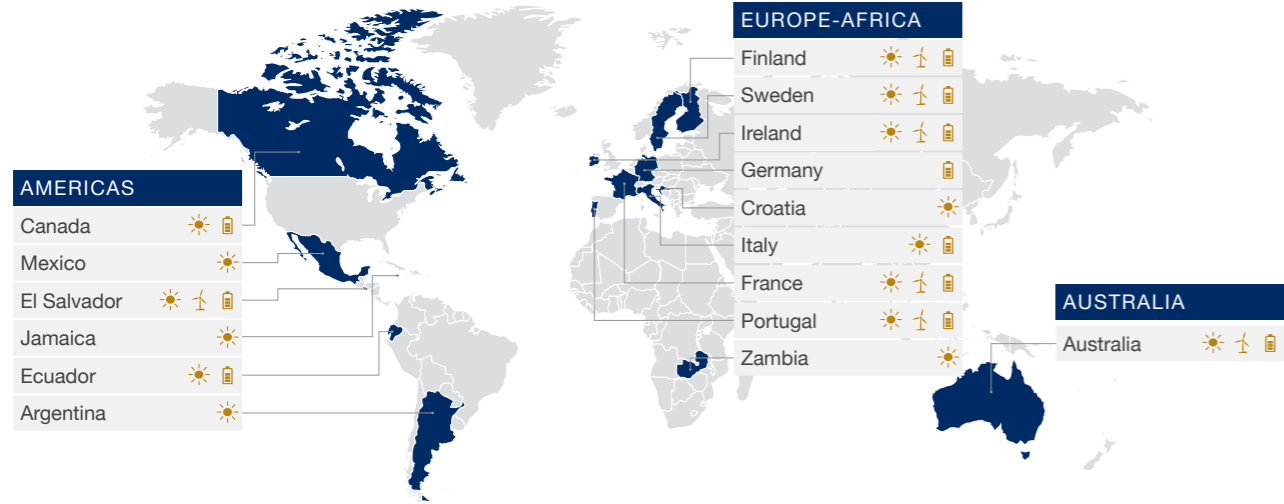 AMERICAS
Canada
Mexico
El Salvador
Jamaica
Ecuador
Argentina
EUROPE-AFRICA
Finland
Sweden
Ireland
Germany
Croatia
Italy
France
Portugal
Zambia
AUSTRALIA
Australia